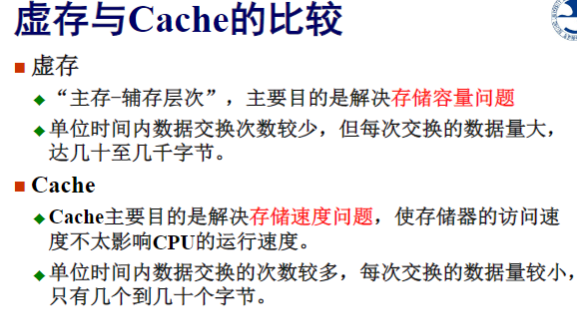 虚存与Cache的比较
虚存
“主存-辅存层次”，主要目的是解决存储容量问题
单位时间内数据交换次数较少，但每次交换的数据量大，
达几十至几千字节。
Cache
Cache主要目的是解决存储速度问题，使存储器的访问速
度不太影响CPU的运行速度。
单位时间内数据交换的次数较多，每次交换的数据量较小，
只有几个到几十个字节。